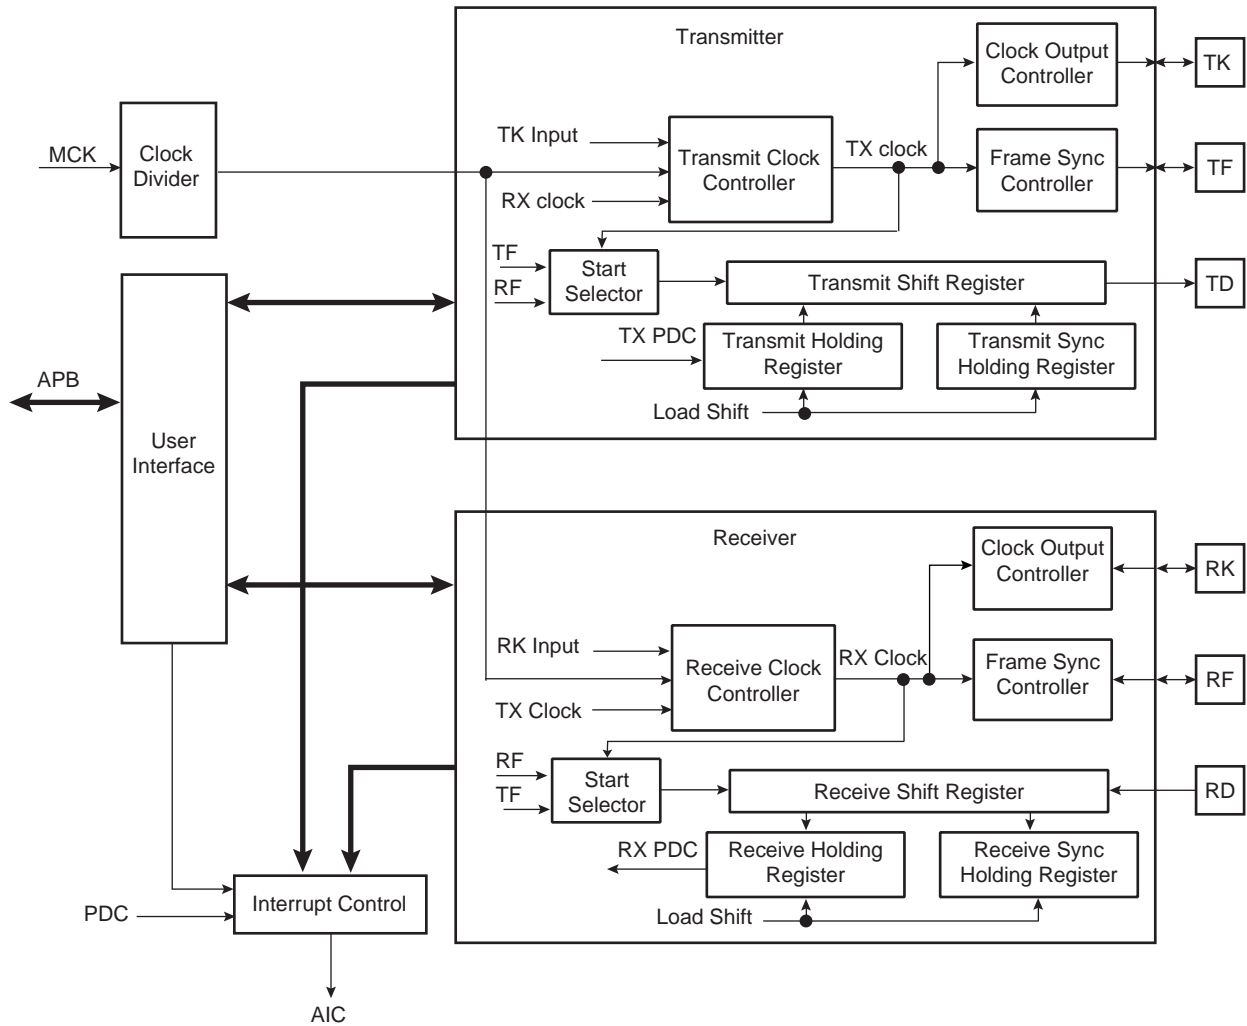 Transmitter
Clock Output
Controller
TK
MCK
Clock
Divider
TK Input
Transmit Clock
Controller
RX clock
TX clock
Frame Sync
Controller
TF
TF
RF
Start
Selector
Transmit Shift Register
TD
TX PDC
Transmit Holding
Register
Transmit Sync
Holding Register
Load Shift
APB
User
Interface
Receiver
Clock Output
Controller
RK
RK Input
Receive Clock
Controller
TX Clock
RX Clock
Frame Sync
Controller
RF
RF
TF
Start
Selector
Receive Shift Register
RD
RX PDC
Receive Holding
Register
Receive Sync
Holding Register
Load Shift
PDC
Interrupt Control
AIC